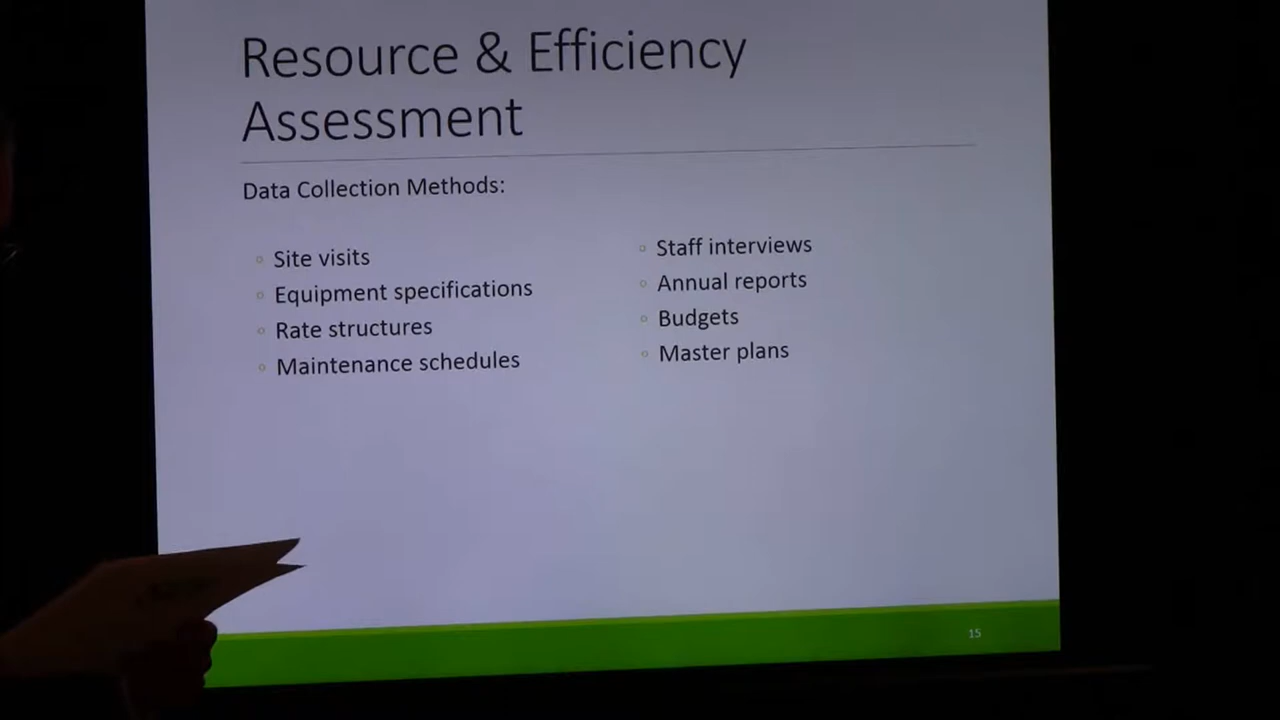 Resource & Efficiency
Assessment
Data Collection Methods:
Site visits
Equipment specifications
Rate structures
Maintenance schedules
Staff interviews
Annual reports
Budgets
Master plans
15